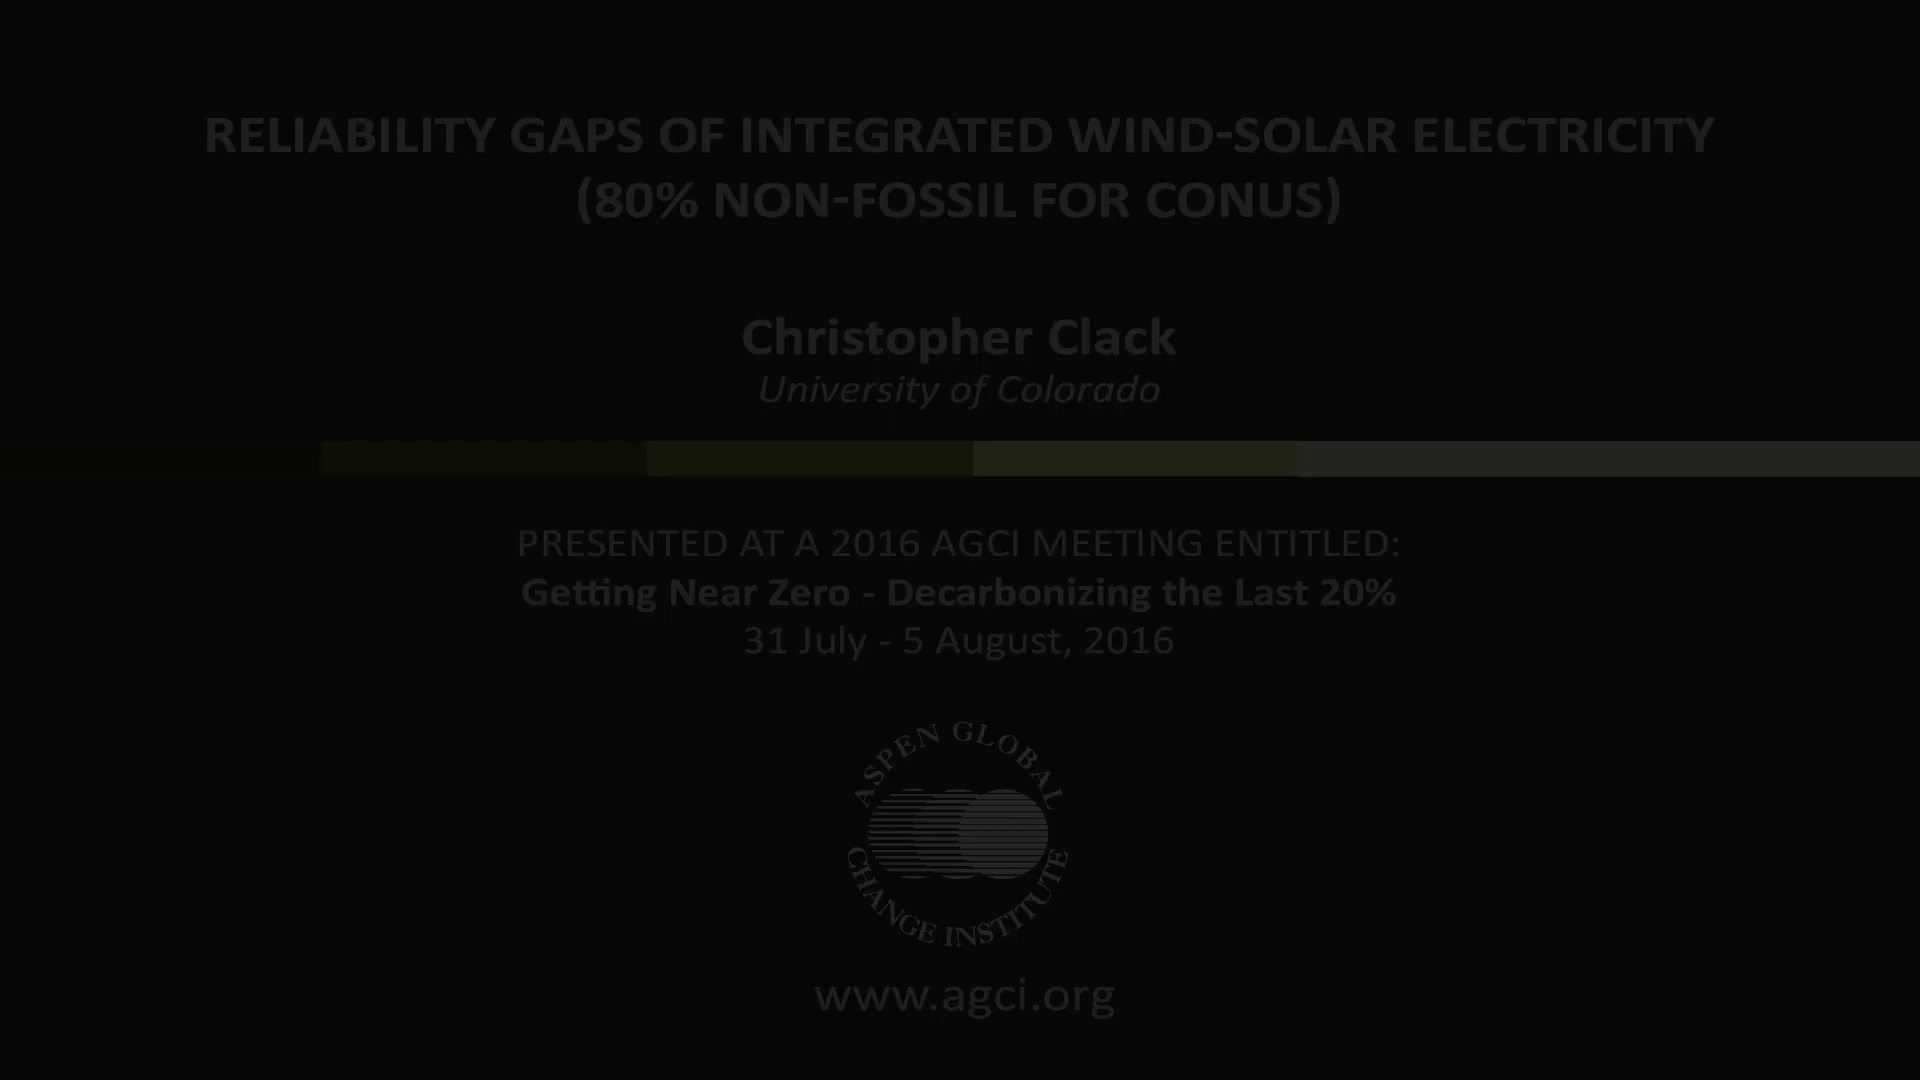 RELIABILITY GAPS OF INTEGRATED WIND-SOLAR ELECTRICITY
(80% NON-FOSSIL FOR CONUS)
Christopher Clack
University of Colorado
PRESENTED AT A 2016 AGCI MEETING ENTITLED:
Getting Near Zero - Decarbonizing the Last 20%
31 July - 5 August, 2016
ASPEN GLOBAL
CHANGE INSTITUTE
www.agci.org